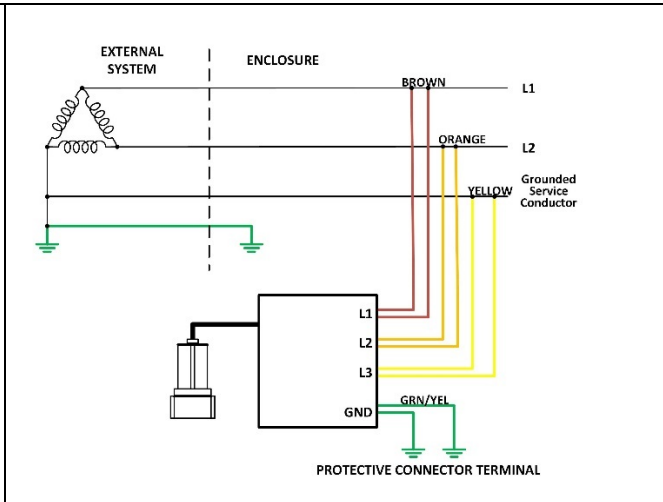 EXTERNAL
SYSTEM
ENCLOSURE
BROWN
L1
ORANGE
L2
YELLOW
Grounded
Service
Conductor
L1
L2
L3
GRN/YEL
GND
PROTECTIVE CONNECTOR TERMINAL